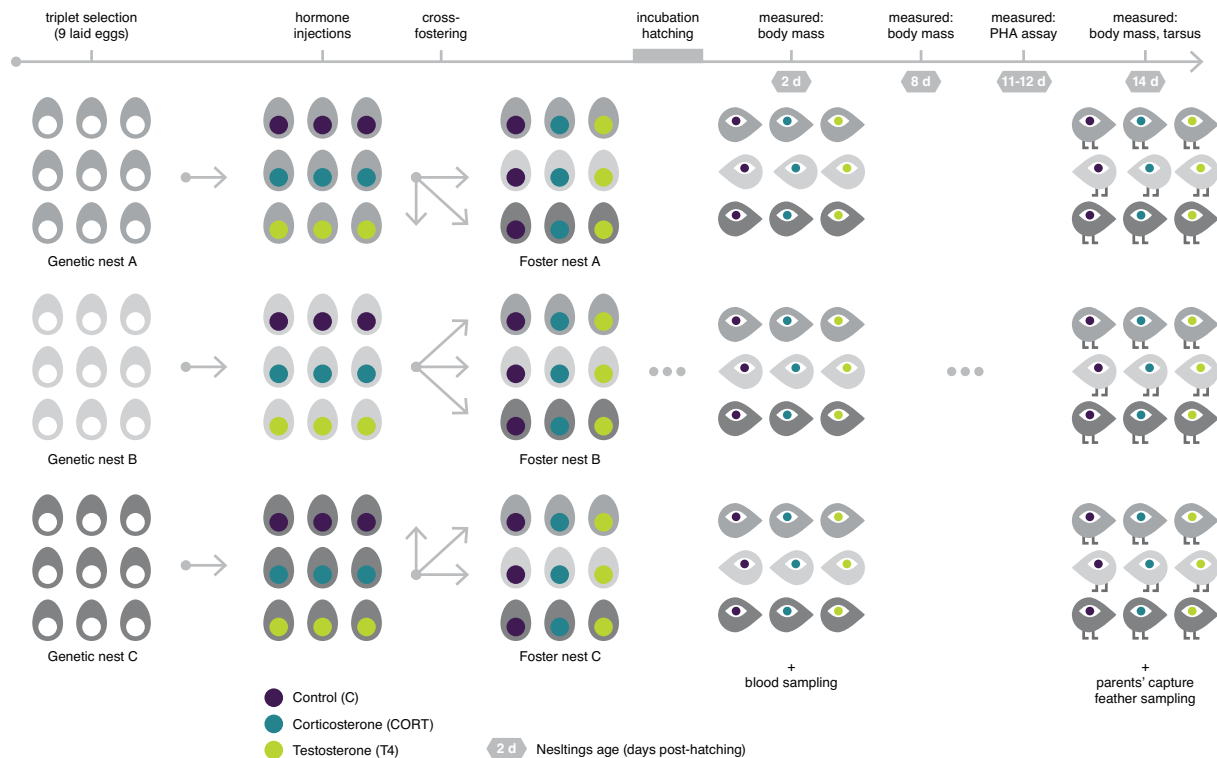 triplet selection
(9 laid eggs)
hormone
injections
cross-
fostering
incubation
hatching
measured:
body mass
measured:
body mass
measured:
PHA assay
measured:
body mass, tarsus
2 d
8 d
11-12 d
14 d
Genetic nest A
Foster nest A
Genetic nest B
Foster nest B
Genetic nest C
Foster nest C
+
blood sampling
+
parents’ capture
feather sampling
Control (C)
Corticosterone (CORT)
Testosterone (T4)
2 d
Nesltings age (days post-hatching)